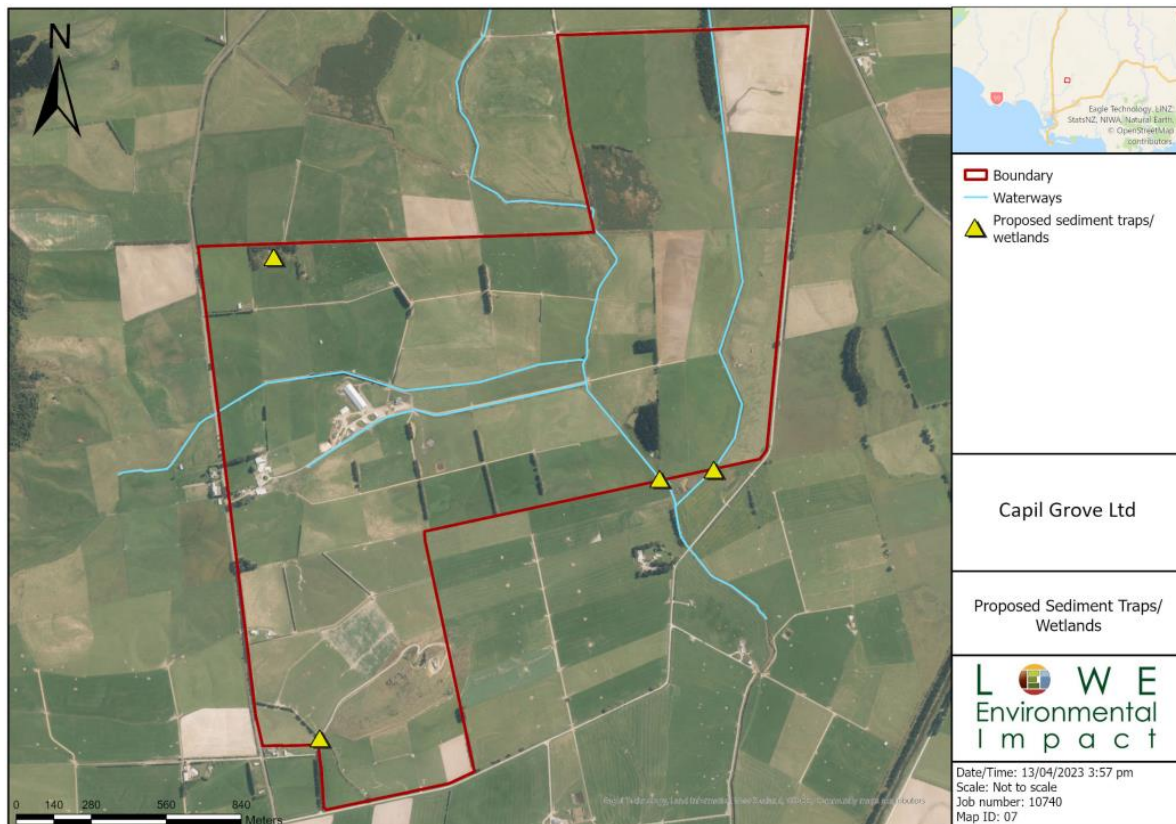 N
Eagle Technology, LINZ,
StatsNZ, NIWA, Natural Earth,
© OpenStreetMap
contributors.
Boundary
Waterways
Proposed sediment traps/
wetlands
Capil Grove Ltd
Proposed Sediment Traps/
Wetlands
LOWE
Environmental
Impact
Date/Time: 13/04/2023 3:57 pm
Scale: Not to scale
Job number: 10740
Map ID: 07
0 140 280 560 840
Meters